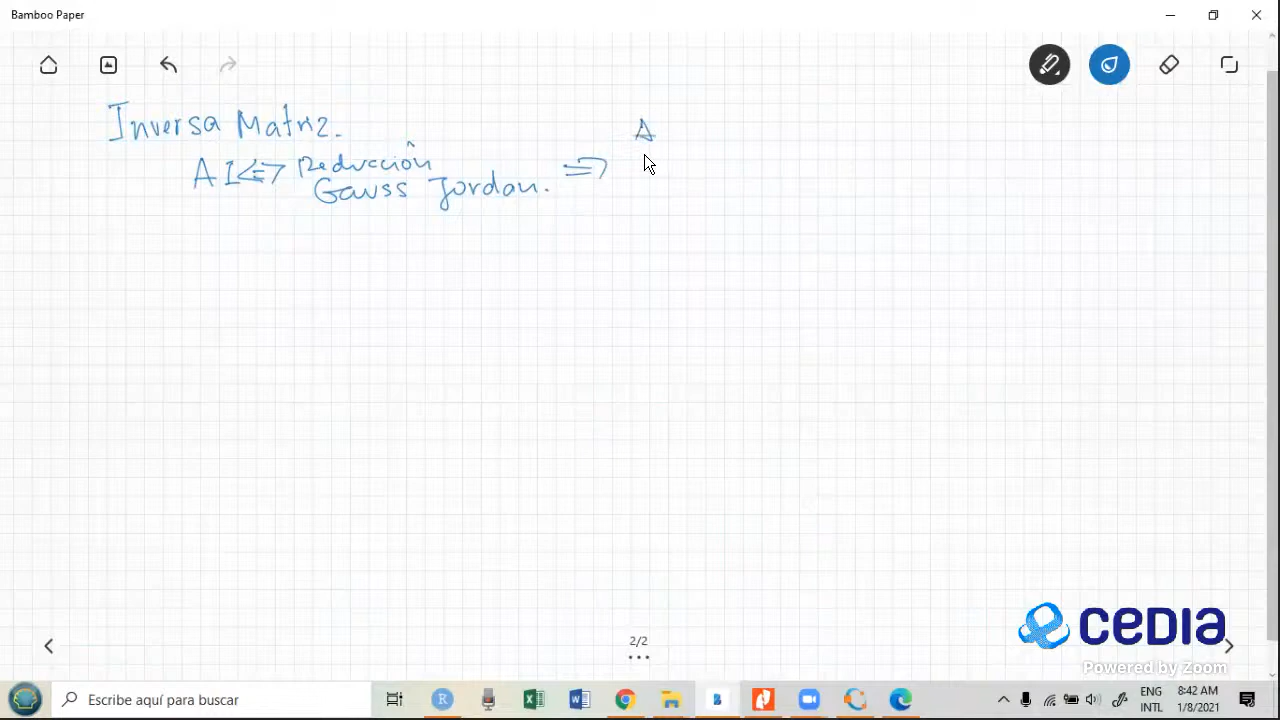 Bamboo Paper
Inversa Matriz.
A
A I <=> Reducción
Gauss Jordan. =>
2/2
CEDIA
Powered by Zoom
Escribe aquí para buscar
ENG
INTL
8:42 AM
1/8/2021